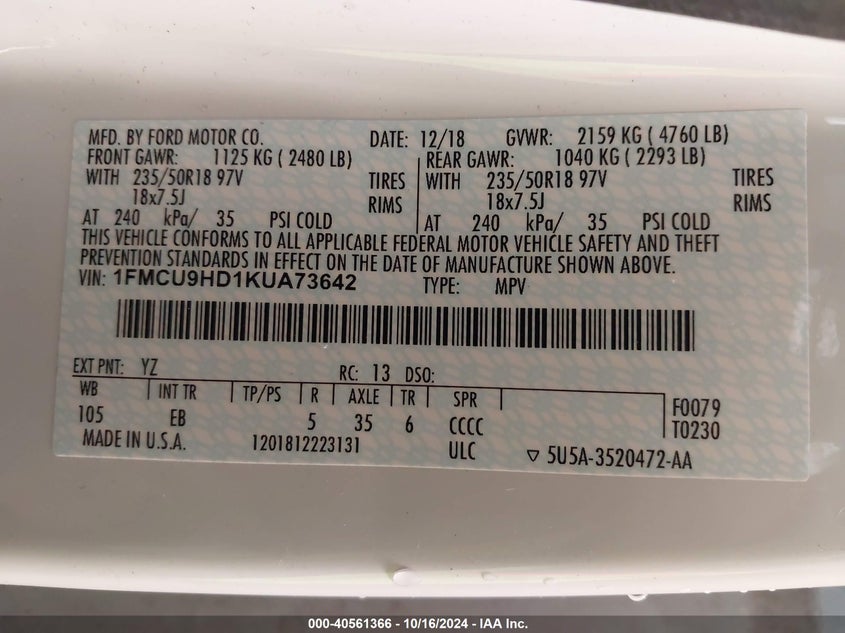 MFD. BY FORD MOTOR CO. DATE: 12/18 GVWR: 2159 KG ( 4760 LB)
FRONT GAWR: 1125 KG ( 2480 LB) REAR GAWR: 1040 KG ( 2293 LB)
WITH 235/50R18 97V TIRES WITH 235/50R18 97V TIRES
18x7.5J RIMS 18x7.5J RIMS
AT 240 kPa/ 35 PSI COLD AT 240 kPa/ 35 PSI COLD
THIS VEHICLE CONFORMS TO ALL APPLICABLE FEDERAL MOTOR VEHICLE SAFETY AND THEFT
PREVENTION STANDARDS IN EFFECT ON THE DATE OF MANUFACTURE SHOWN ABOVE.
VIN: 1FMCU9HD1KUA73642 TYPE: MPV
EXT PNT: YZ RC: 13 DSO:
WB INT TR TP/PS R AXLE TR SPR
105 EB 5 35 6 CCCC
F0079
T0230
MADE IN U.S.A. 1201812223131 ULC ▽ 5U5A-3520472-AA
000-40561366 - 10/16/2024 - IAA Inc.